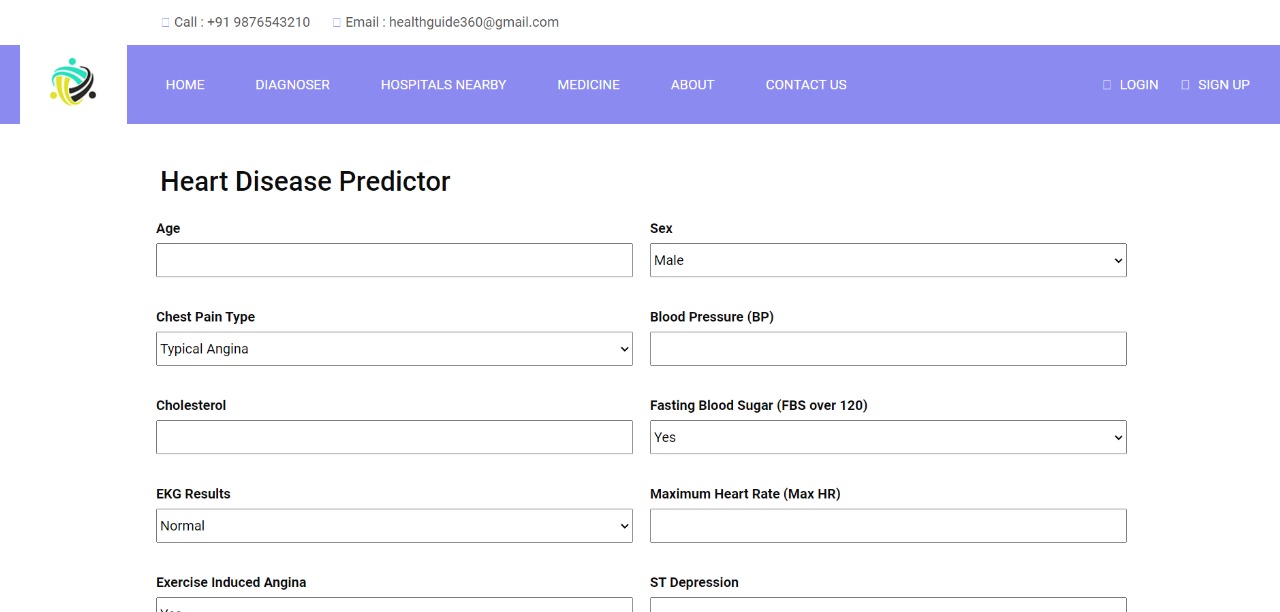 Call : +91 9876543210 Email : healthguide360@gmail.com
HOME DIAGNOSER HOSPITALS NEARBY MEDICINE ABOUT CONTACT US LOGIN SIGN UP
Heart Disease Predictor
Age Sex
Male
Chest Pain Type Blood Pressure (BP)
Typical Angina
Cholesterol Fasting Blood Sugar (FBS over 120)
Yes
EKG Results Maximum Heart Rate (Max HR)
Normal
Exercise Induced Angina ST Depression